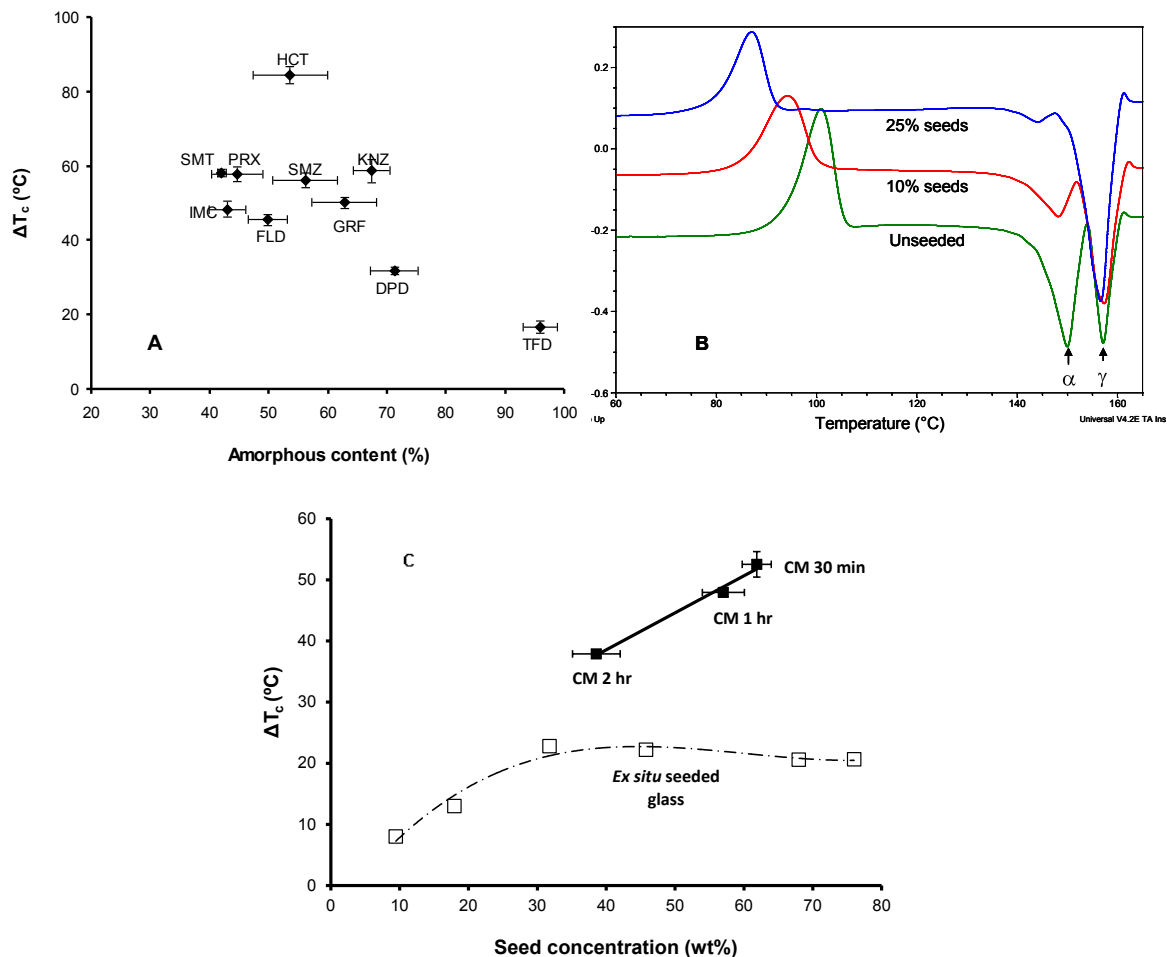 100
80
60
40
20
0
ΔTc (ºC)
HCT
SMT
PRX
SMZ
KNZ
IMC
FLD
GRF
DPD
TFD
A
20 30 40 50 60 70 80 90 100
Amorphous content (%)
0.2
0.0
-0.2
-0.4
-0.6
25% seeds
10% seeds
Unseeded
B
α
γ
60 80 100 120 140 160
Up
Temperature (°C)
Universal V4.2E TA Ins
60
50
40
30
20
10
0
ΔTc (ºC)
C
CM 30 min
CM 1 hr
CM 2 hr
Ex situ seeded
glass
0 10 20 30 40 50 60 70 80
Seed concentration (wt%)